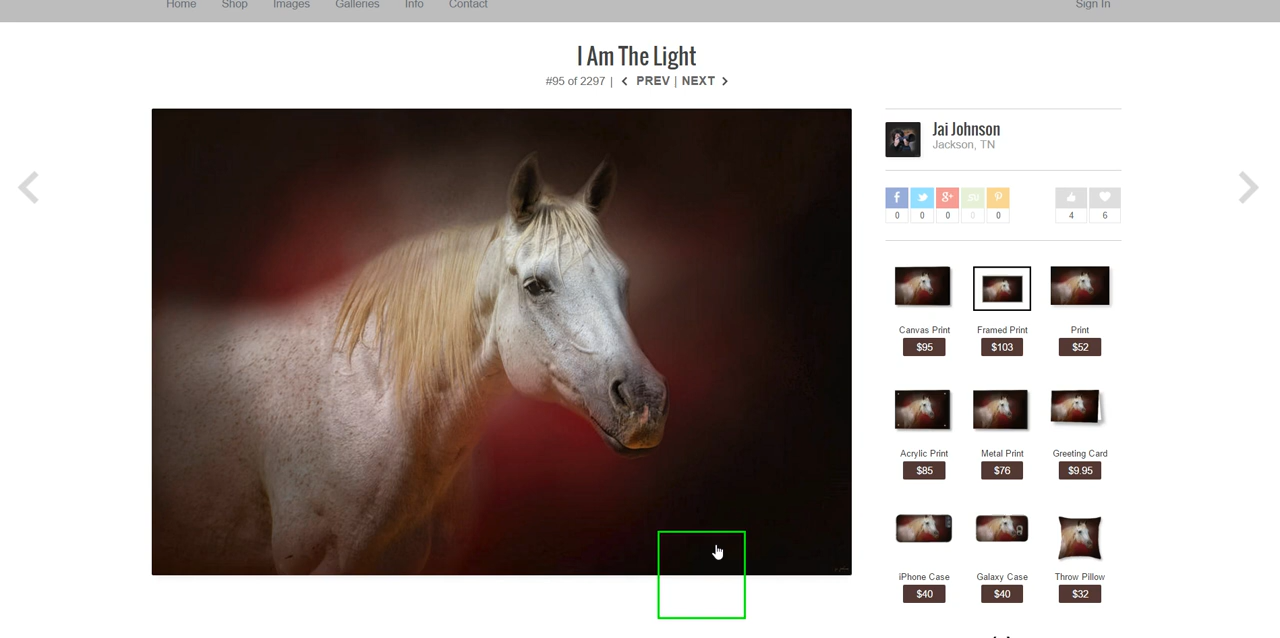 Home Shop Images Galleries Info Contact Sign In
I Am The Light
#95 of 2297 | PREV | NEXT
Jai Johnson
Jackson, TN
0 0 0 0 0 4 6
Canvas Print Framed Print Print
$95 $103 $52
Acrylic Print Metal Print Greeting Card
$85 $76 $9.95
iPhone Case Galaxy Case Throw Pillow
$40 $40 $32